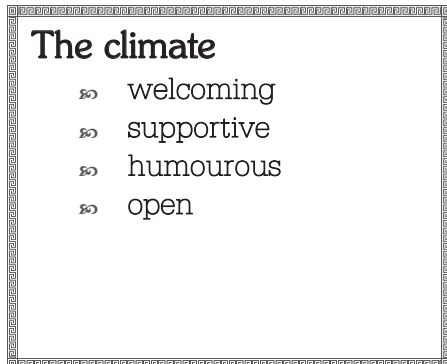 The climate
welcoming
supportive
humourous
open